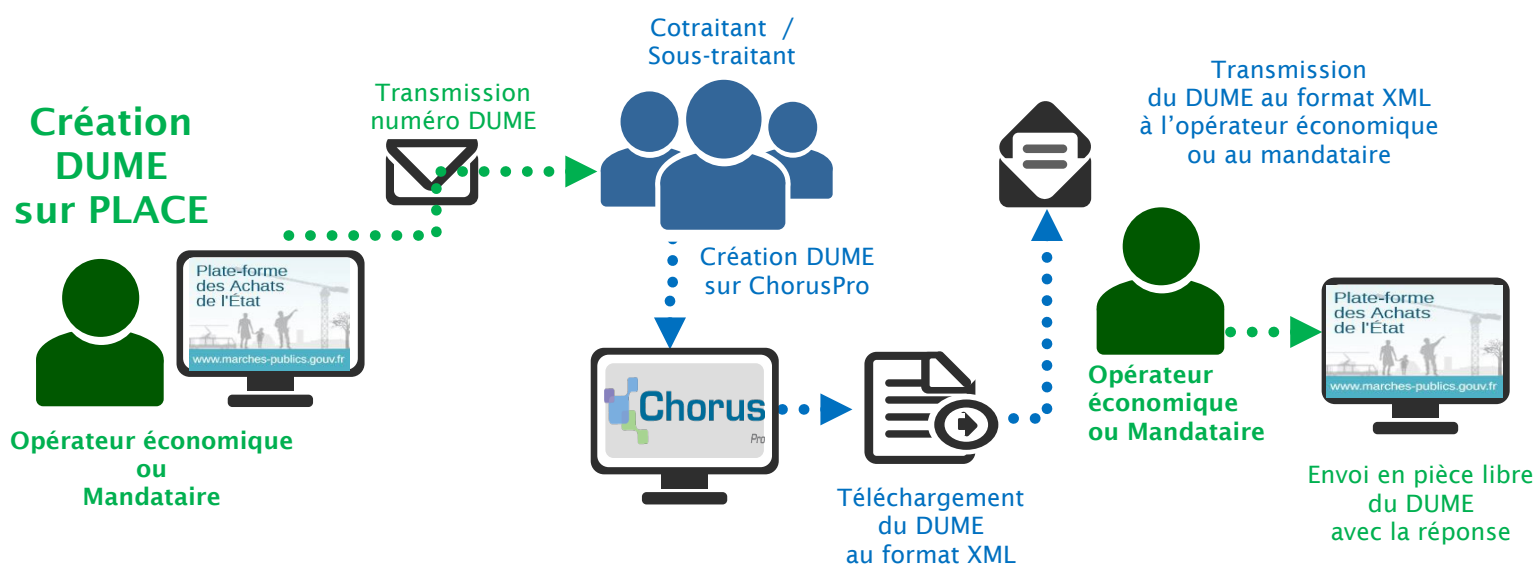 Création
DUME
sur PLACE
Plate-forme
des Achats
de l'État
www.marches-publics.gouv.fr
Opérateur économique
ou
Mandataire
Transmission
numéro DUME
Cotraitant /
Sous-traitant
Création DUME
sur ChorusPro
Chorus
Pro
Téléchargement
du DUME
au format XML
Transmission
du DUME au format XML
à l’opérateur économique
ou au mandataire
Opérateur
économique
ou Mandataire
Plate-forme
des Achats
de l'État
www.marches-publics.gouv.fr
Envoi en pièce libre
du DUME
avec la réponse